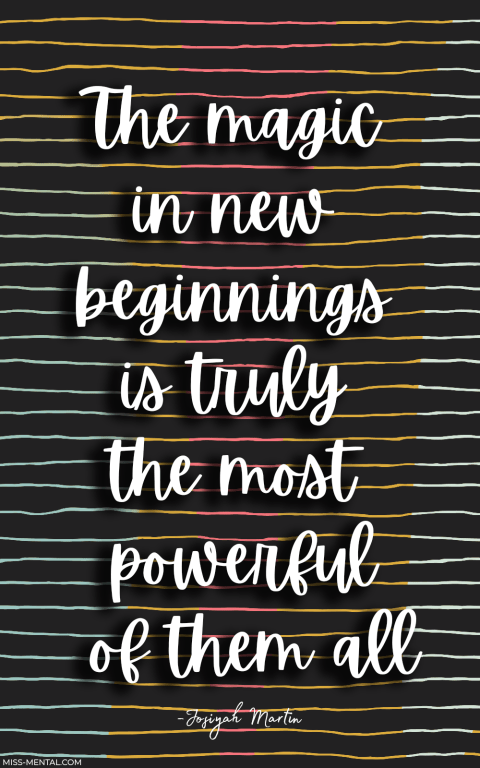 The magic
in new
beginnings
is truly
the most
powerful
of them all
-Josiyah Martin
MISS-MENTAL.COM